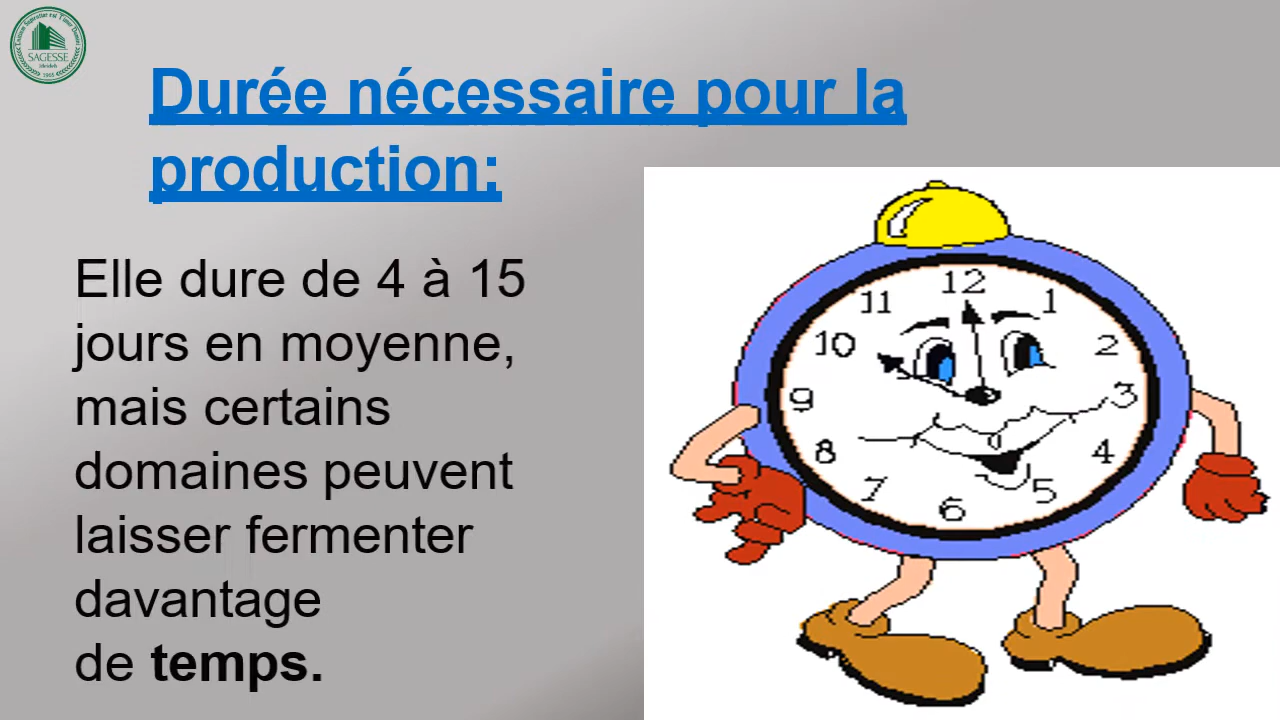 SAGESSE
1905
Durée nécessaire pour la
production:
Elle dure de 4 à 15
jours en moyenne,
mais certains
domaines peuvent
laisser fermenter
davantage
de temps.
12
11
1
10
2
9
3
8
4
7
5
6